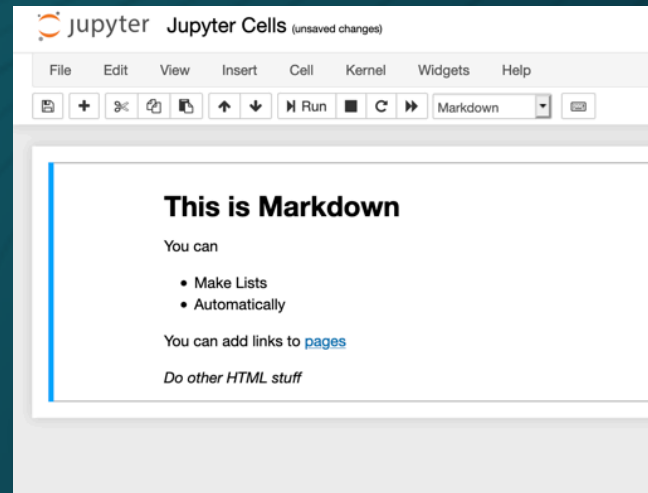 jupyter Jupyter Cells (unsaved changes)
File Edit View Insert Cell Kernel Widgets Help
Run Markdown
This is Markdown
You can
• Make Lists
• Automatically
You can add links to pages
Do other HTML stuff